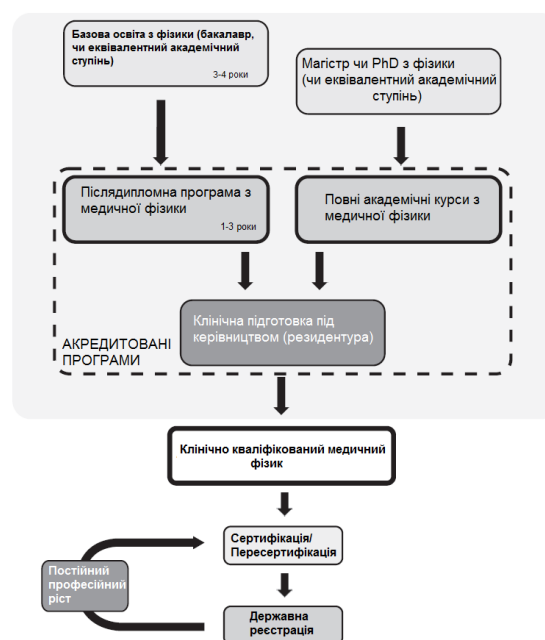 Базова освіта з фізики (бакалавр,
чи еквівалентний академічний
ступінь)
3-4 роки
Магістр чи PhD з фізики
(чи еквівалентний академічний
ступінь)
Післядипломна програма з
медичної фізики
1-3 роки
Повні академічні курси з
медичної фізики
Клінічна підготовка під
керівництвом (резидентура)
АКРЕДИТОВАНІ
ПРОГРАМИ
Клінічно кваліфікований медичний
фізик
Сертифікація/
Пересертифікація
Постійний
професійний
ріст
Державна
реєстрація